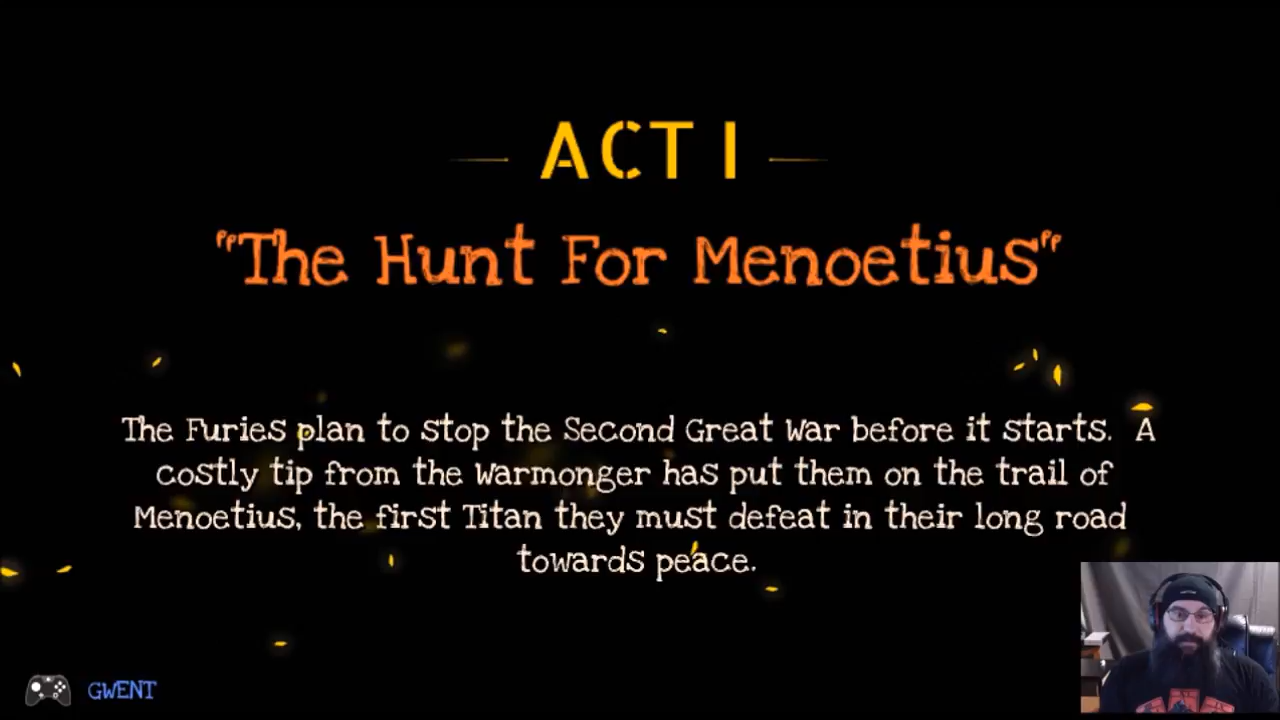 ACT I
"The Hunt For Menoetius"
The Furies plan to stop the Second Great War before it starts. A
costly tip from the Warmonger has put them on the trail of
Menoetius, the first Titan they must defeat in their long road
towards peace.
GWENT